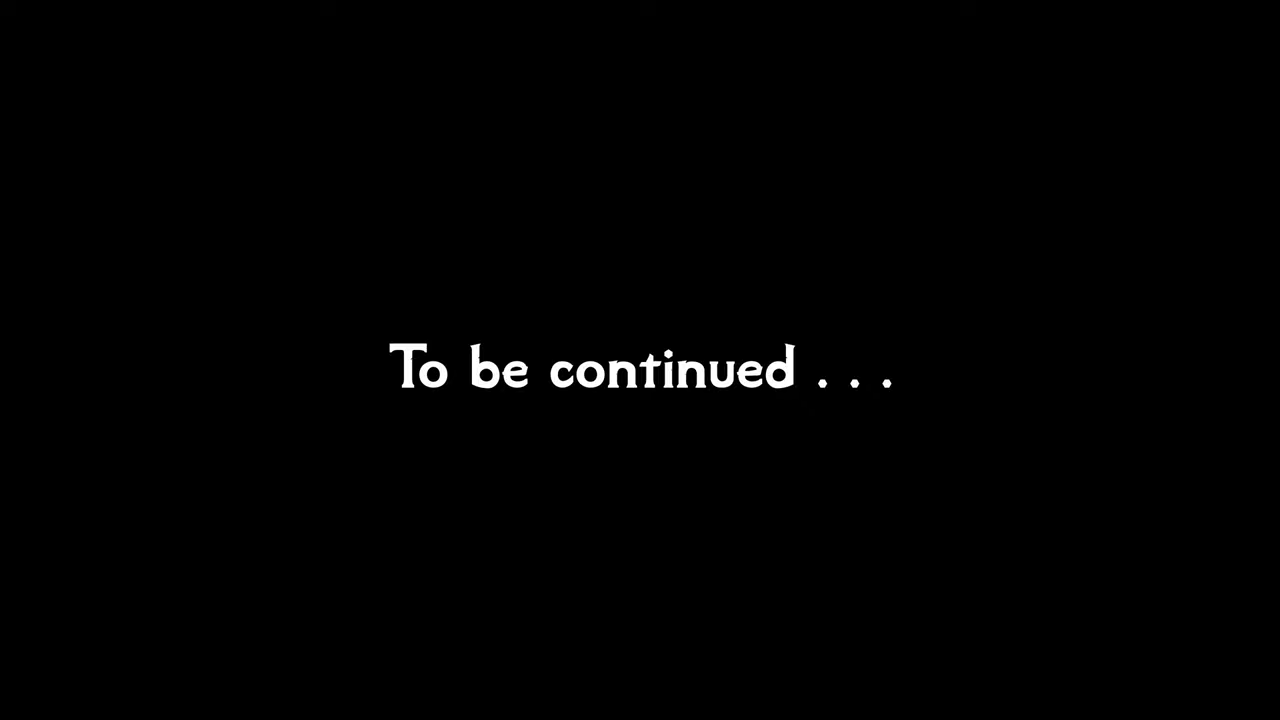 To be continued . . .